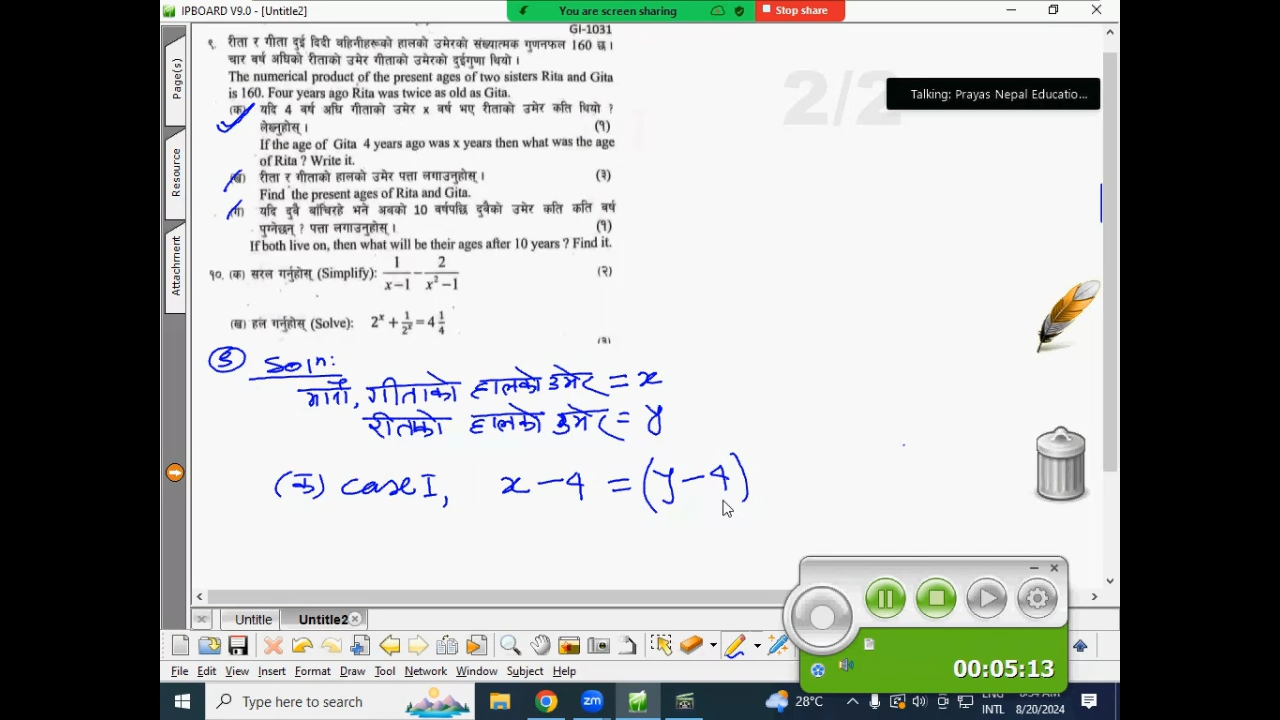 IPBOARD V9.0 - [Untitle2]
You are screen sharing
Stop share
GI-1031
९. रीता र गीता दुई दिदी बहिनीहरूको हालको उमेरको संख्यात्मक गुणनफल 160 छ।
चार बर्ष अघिको रीताको उमेर गीताको उमेरको दुईगुणा थियो।
The numerical product of the present ages of two sisters Rita and Gita
is 160. Four years ago Rita was twice as old as Gita.
(क) यदि 4 बर्ष अघि गीताको उमेर x बर्ष भए रीताको उमेर कति थियो ?
लेख्नुहोस्। (१)
If the age of Gita 4 years ago was x years then what was the age
of Rita ? Write it.
(ख) रीता र गीताको हालको उमेर पत्ता लगाउनुहोस्। (३)
Find the present ages of Rita and Gita.
(ग) यदि दुवै बाँचिरहे भने अबको 10 बर्षपछि दुवैको उमेर कति कति बर्ष
पुग्नेछन् ? पत्ता लगाउनुहोस्। (१)
If both live on, then what will be their ages after 10 years ? Find it.
१०. (क) सरल गर्नुहोस् (Simplify): 1/(x-1) - 2/(x²-1) (२)
(ख) हल गर्नुहोस् (Solve): 2ˣ + 1/2ˣ = 4 1/4
2/2
Talking: Prayas Nepal Educatio...
Page(s)
Resource
Attachment
Soln:
मानौं, गीताको हालको उमेर = x
रीताको हालको उमेर = y
(क) case I, x - 4 = (y - 4)
Untitle
Untitle2
File Edit View Insert Format Draw Tool Network Window Subject Help
00:05:13
Type here to search
zm
28°C
ENG
INTL
8/20/2024